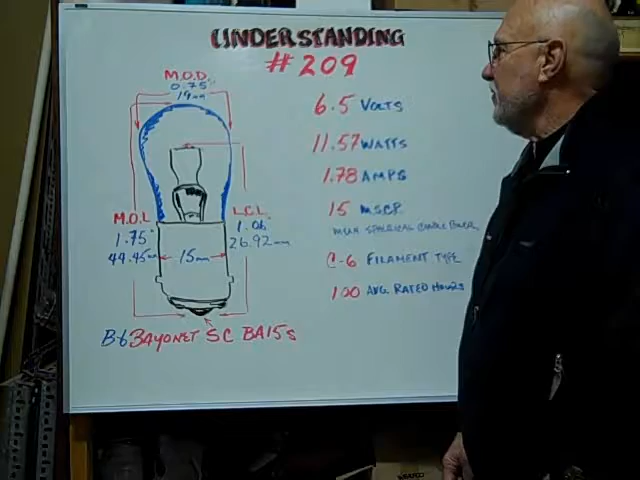 UNDERSTANDING
# 209
M.O.D.
0.75"
19mm
6.5 VOLTS
11.57 WATTS
1.78 AMPS
15 MSCP
MEAN SPHERICAL CANDLE POWER
C-6 FILAMENT TYPE
100 AVG. RATED HOURS
M.O.L
1.75"
44.45mm
15mm
L.C.L.
1.06
26.92mm
B-6 BAYONET SC BA15s